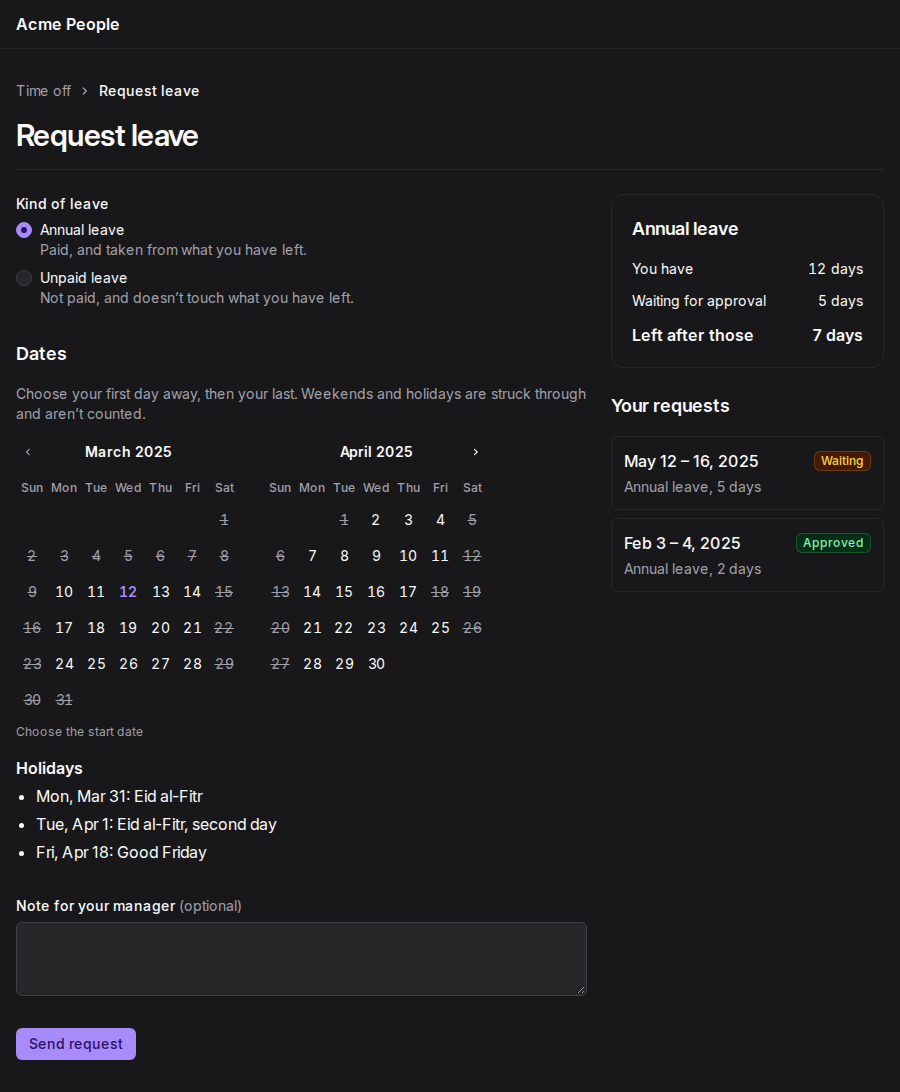 Acme People
Time off > Request leave
Request leave
Kind of leave
Annual leave
Paid, and taken from what you have left.
Unpaid leave
Not paid, and doesn’t touch what you have left.
Dates
Choose your first day away, then your last. Weekends and holidays are struck through
and aren’t counted.
March 2025
Sun Mon Tue Wed Thu Fri Sat
1
2 3 4 5 6 7 8
9 10 11 12 13 14 15
16 17 18 19 20 21 22
23 24 25 26 27 28 29
30 31
April 2025
Sun Mon Tue Wed Thu Fri Sat
1 2 3 4 5
6 7 8 9 10 11 12
13 14 15 16 17 18 19
20 21 22 23 24 25 26
27 28 29 30
Choose the start date
Holidays
• Mon, Mar 31: Eid al-Fitr
• Tue, Apr 1: Eid al-Fitr, second day
• Fri, Apr 18: Good Friday
Note for your manager (optional)
Send request
Annual leave
You have 12 days
Waiting for approval 5 days
Left after those 7 days
Your requests
May 12 – 16, 2025 Waiting
Annual leave, 5 days
Feb 3 – 4, 2025 Approved
Annual leave, 2 days